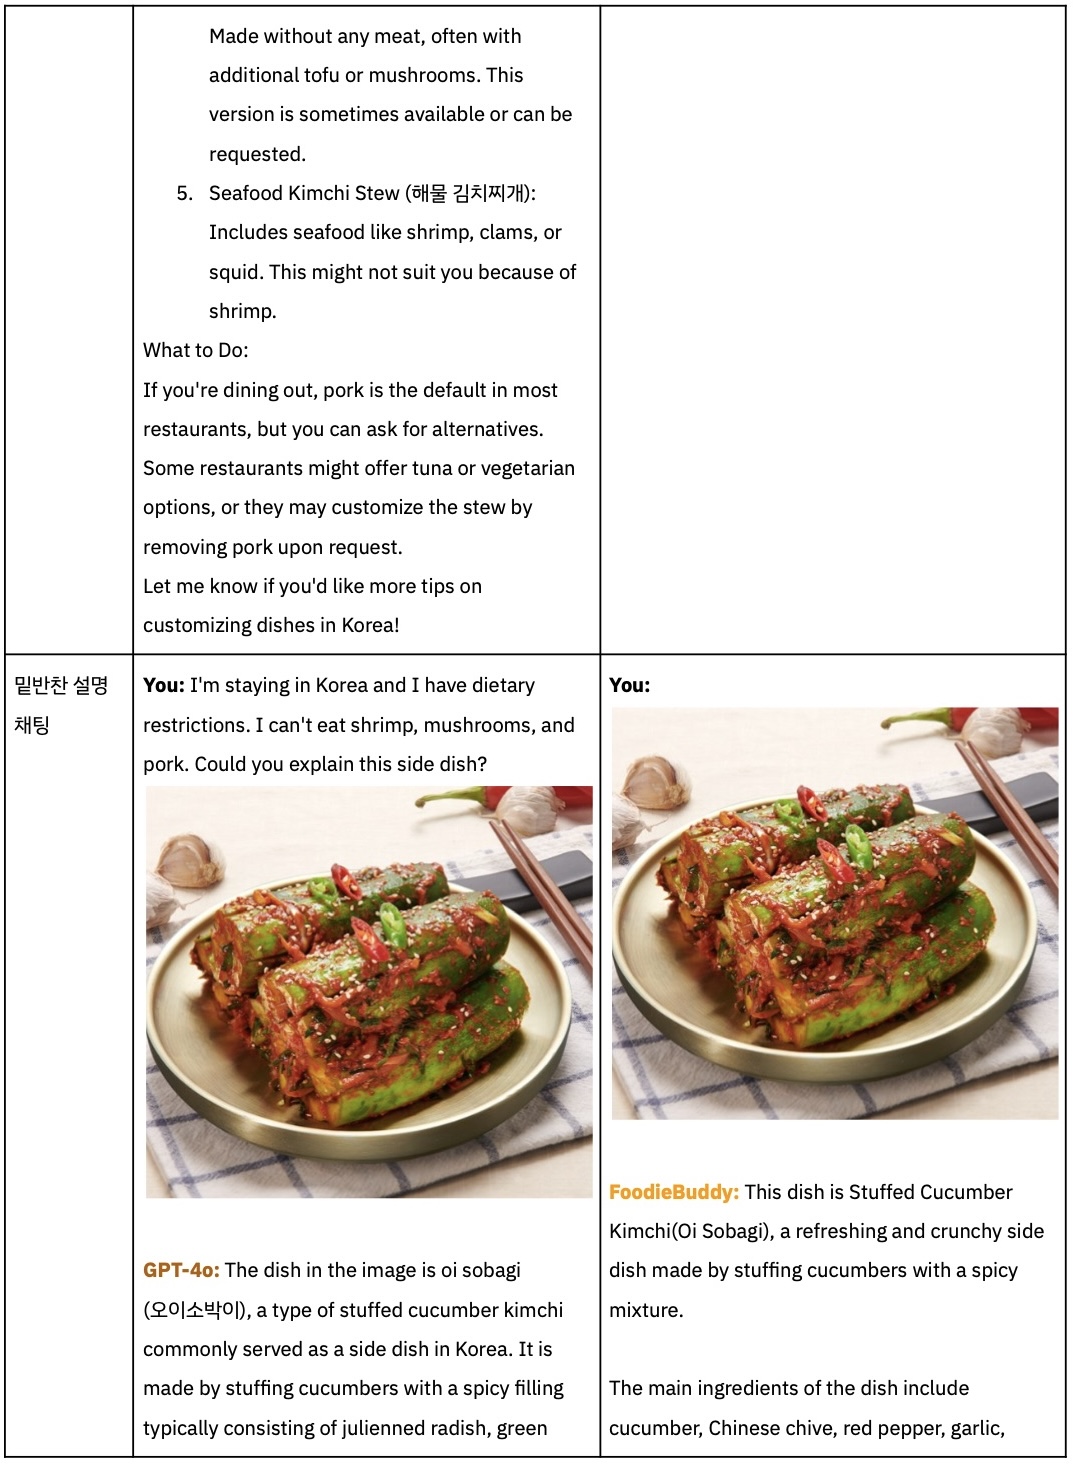 Made without any meat, often with
additional tofu or mushrooms. This
version is sometimes available or can be
requested.
5. Seafood Kimchi Stew (해물 김치찌개):
Includes seafood like shrimp, clams, or
squid. This might not suit you because of
shrimp.
What to Do:
If you're dining out, pork is the default in most
restaurants, but you can ask for alternatives.
Some restaurants might offer tuna or vegetarian
options, or they may customize the stew by
removing pork upon request.
Let me know if you'd like more tips on
customizing dishes in Korea!
밑반찬 설명
채팅
You: I'm staying in Korea and I have dietary
restrictions. I can't eat shrimp, mushrooms, and
pork. Could you explain this side dish?
GPT-4o: The dish in the image is oi sobagi
(오이소박이), a type of stuffed cucumber kimchi
commonly served as a side dish in Korea. It is
made by stuffing cucumbers with a spicy filling
typically consisting of julienned radish, green
You:
FoodieBuddy: This dish is Stuffed Cucumber
Kimchi(Oi Sobagi), a refreshing and crunchy side
dish made by stuffing cucumbers with a spicy
mixture.
The main ingredients of the dish include
cucumber, Chinese chive, red pepper, garlic,